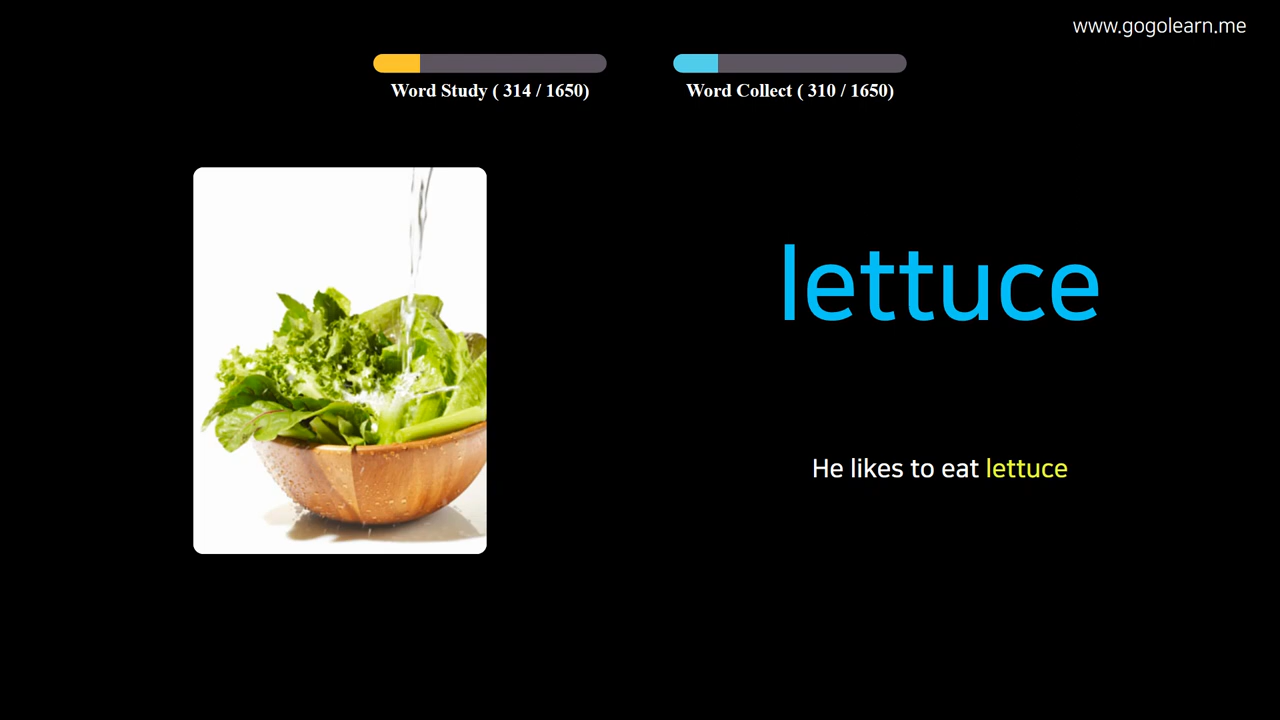 www.gogolearn.me
Word Study ( 314 / 1650)
Word Collect ( 310 / 1650)
lettuce
He likes to eat lettuce